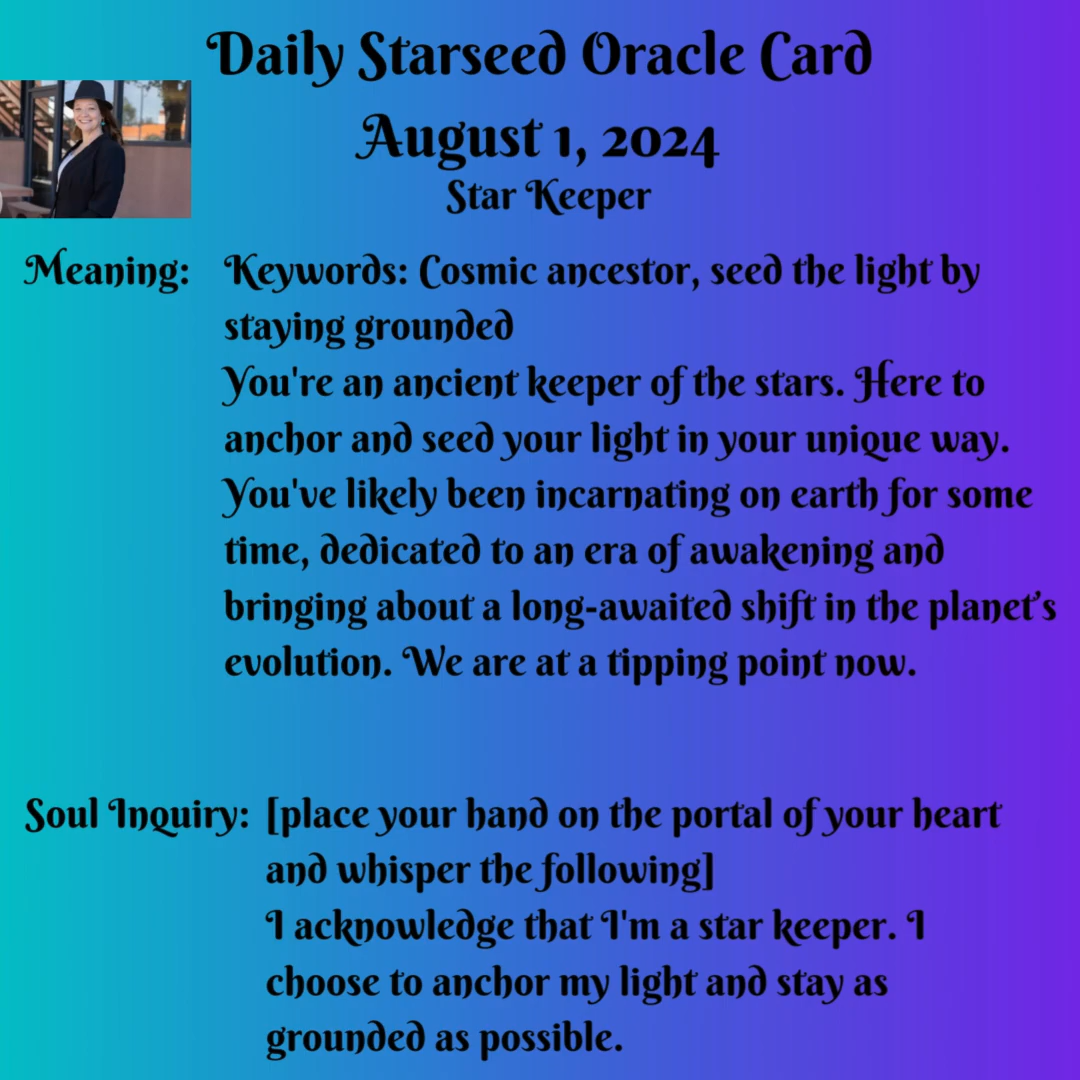 Daily Starseed Oracle Card
August 1, 2024
Star Keeper
Meaning: Keywords: Cosmic ancestor, seed the light by
staying grounded
You're an ancient keeper of the stars. Here to
anchor and seed your light in your unique way.
You've likely been incarnating on earth for some
time, dedicated to an era of awakening and
bringing about a long-awaited shift in the planet's
evolution. We are at a tipping point now.
Soul Inquiry: [place your hand on the portal of your heart
and whisper the following]
I acknowledge that I'm a star keeper. I
choose to anchor my light and stay as
grounded as possible.